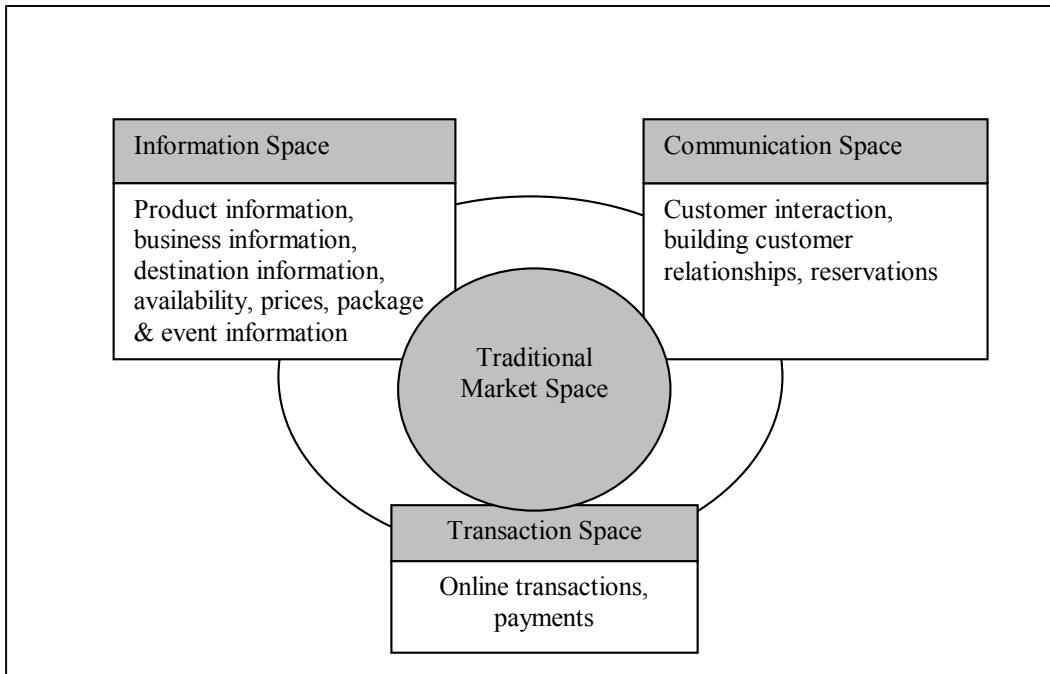 Information Space
Product information,
business information,
destination information,
availability, prices, package
& event information
Communication Space
Customer interaction,
building customer
relationships, reservations
Traditional
Market Space
Transaction Space
Online transactions,
payments